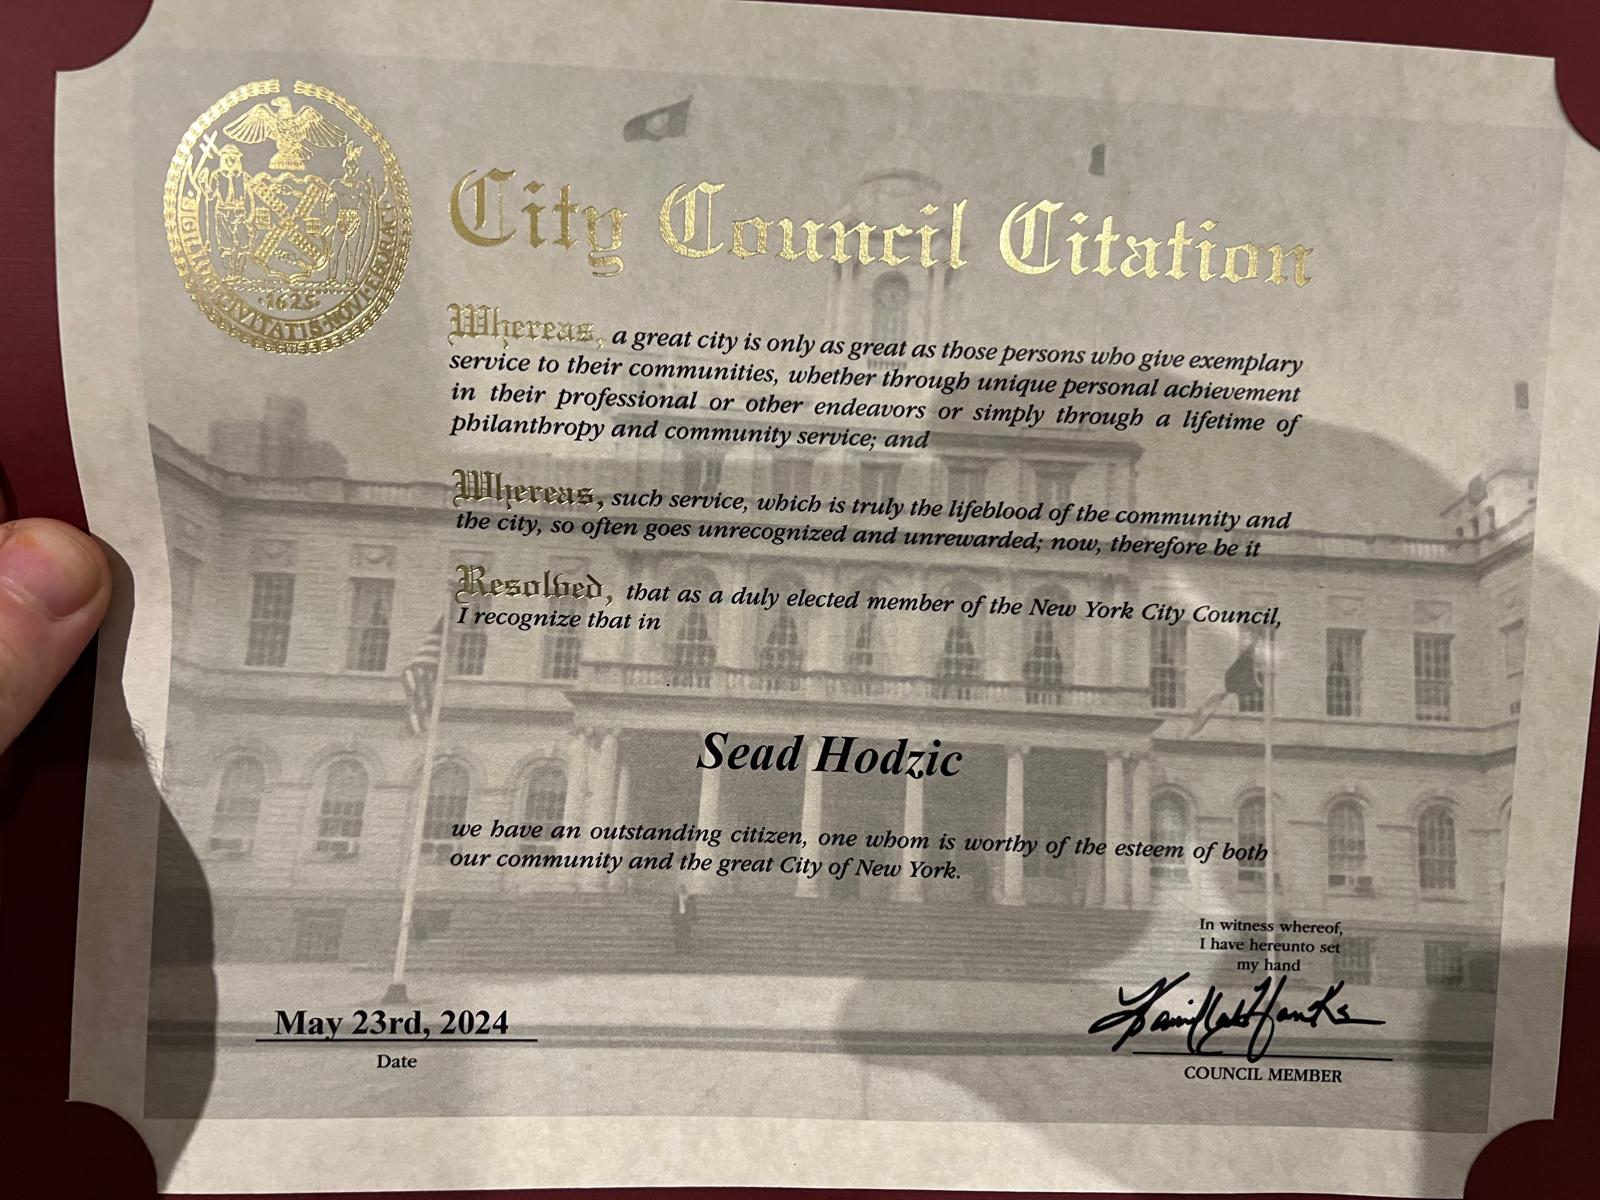 SIGILLUM CIVITATIS NOVI EBORACI
1625
City Council Citation
Whereas, a great city is only as great as those persons who give exemplary
service to their communities, whether through unique personal achievement
in their professional or other endeavors or simply through a lifetime of
philanthropy and community service; and
Whereas, such service, which is truly the lifeblood of the community and
the city, so often goes unrecognized and unrewarded; now, therefore be it
Resolved, that as a duly elected member of the New York City Council,
I recognize that in
Sead Hodzic
we have an outstanding citizen, one whom is worthy of the esteem of both
our community and the great City of New York.
In witness whereof,
I have hereunto set
my hand
May 23rd, 2024
Date
COUNCIL MEMBER